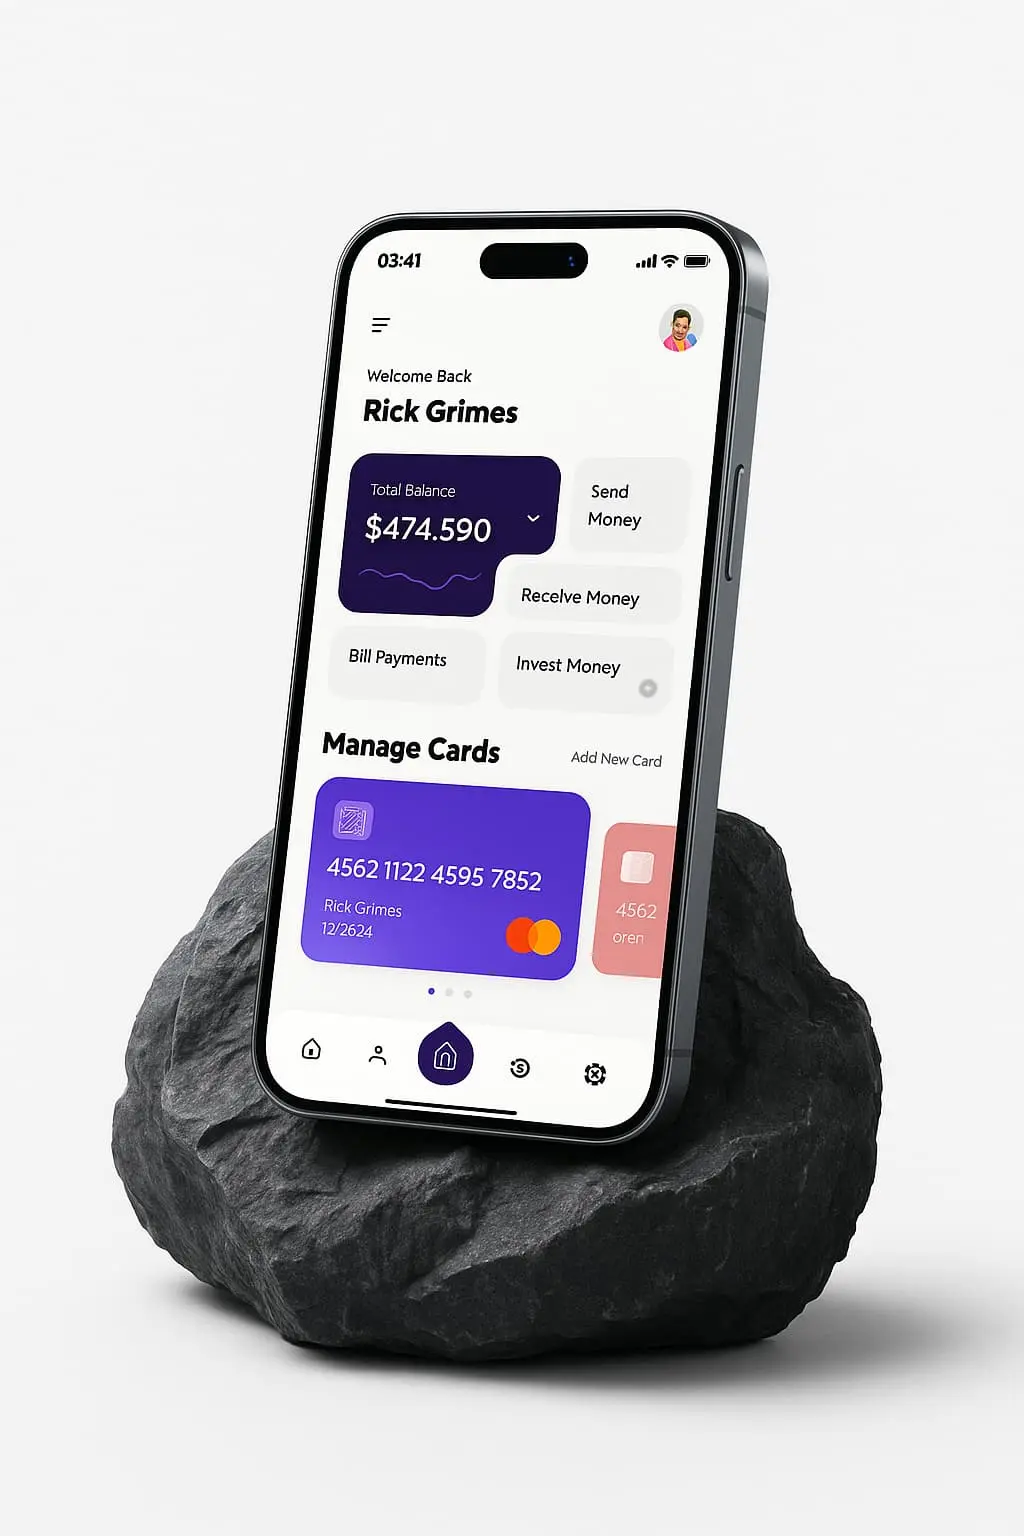 03:41
Welcome Back
Rick Grimes
Total Balance
$474.590
Send
Money
Recelve Money
Bill Payments
Invest Money
Manage Cards
Add New Card
4562 1122 4595 7852
Rick Grimes
12/2624
4562
oren